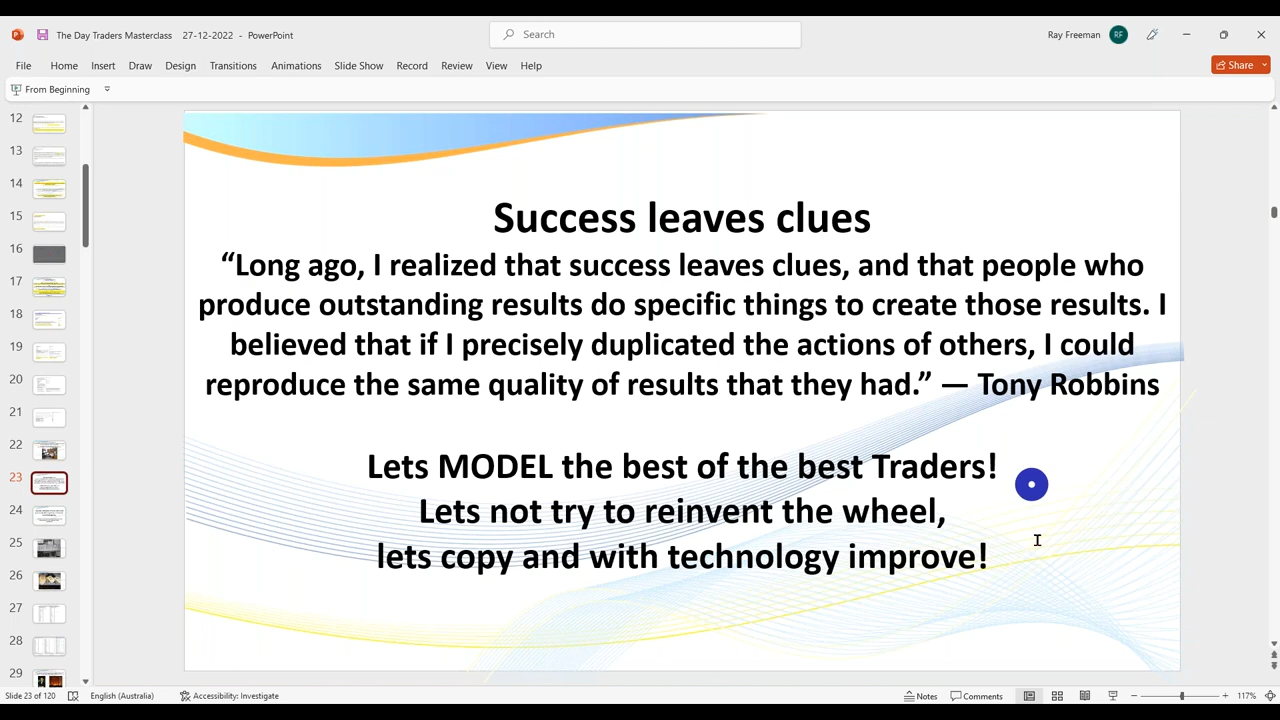 The Day Traders Masterclass 27-12-2022 - PowerPoint
Search
Ray Freeman RF
File Home Insert Draw Design Transitions Animations Slide Show Record Review View Help
Share
From Beginning
12
13
14
15
16
17
18
19
20
21
22
23
24
25
26
27
28
29
Success leaves clues
“Long ago, I realized that success leaves clues, and that people who
produce outstanding results do specific things to create those results. I
believed that if I precisely duplicated the actions of others, I could
reproduce the same quality of results that they had.” — Tony Robbins
Lets MODEL the best of the best Traders!
Lets not try to reinvent the wheel,
lets copy and with technology improve!
Slide 23 of 120 English (Australia) Accessibility: Investigate Notes Comments 117%